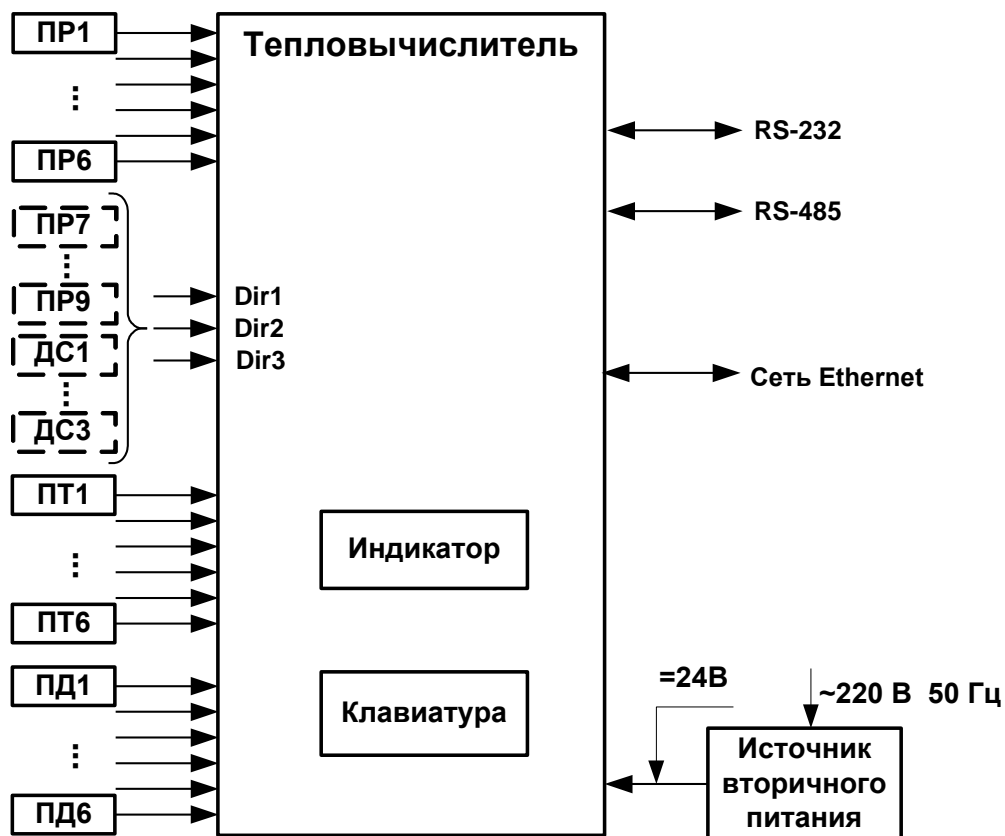 ПР1
⋮
ПР6
ПР7
ПР9
ДС1
ДС3
ПТ1
⋮
ПТ6
ПД1
⋮
ПД6
Тепловычислитель
Dir1
Dir2
Dir3
Индикатор
Клавиатура
RS-232
RS-485
Сеть Ethernet
=24В
~220 В 50 Гц
Источник
вторичного
питания